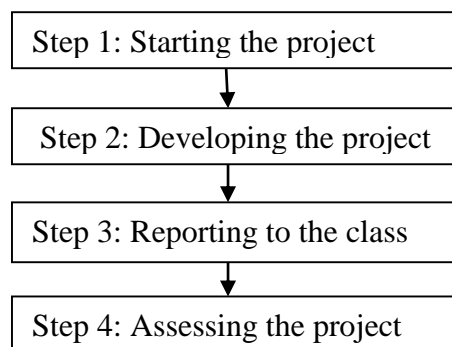 Step 1: Starting the project
Step 2: Developing the project
Step 3: Reporting to the class
Step 4: Assessing the project